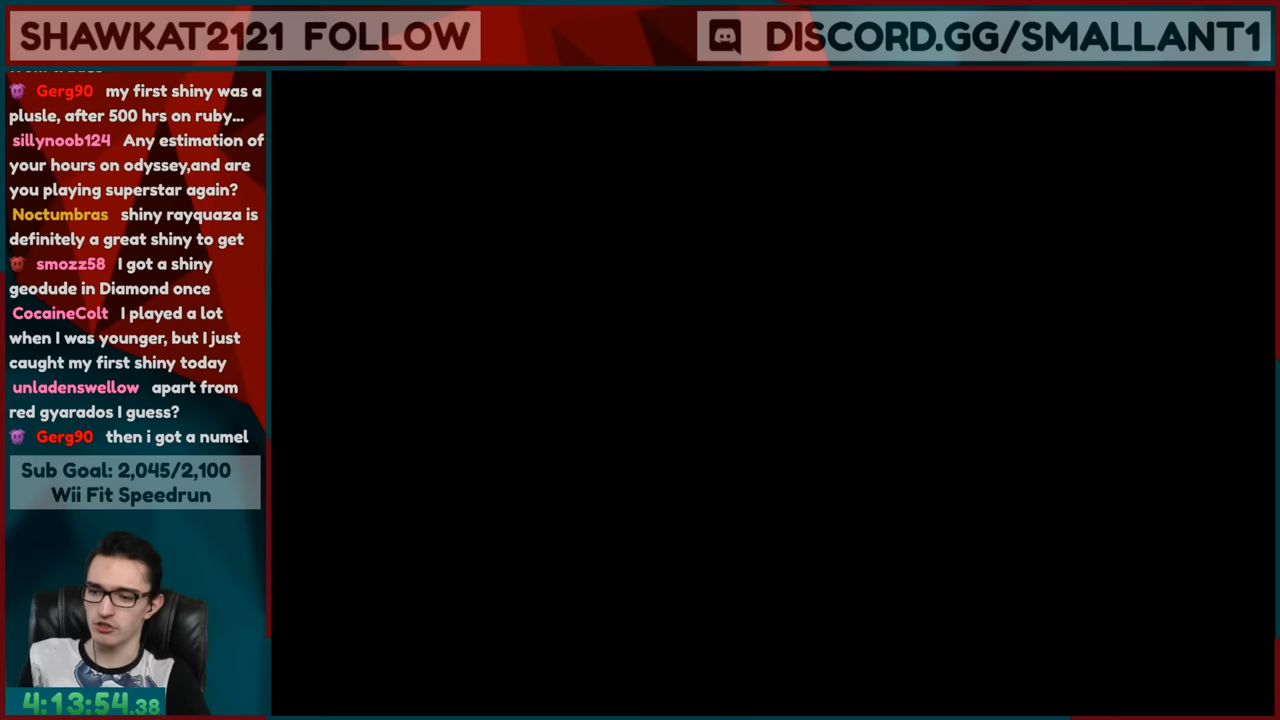 SHAWKAT2121 FOLLOW
DISCORD.GG/SMALLANT1
Gerg90 my first shiny was a
plusle, after 500 hrs on ruby...
sillynoob124 Any estimation of
your hours on odyssey,and are
you playing superstar again?
Noctumbras shiny rayquaza is
definitely a great shiny to get
smozz58 I got a shiny
geodude in Diamond once
CocaineColt I played a lot
when I was younger, but I just
caught my first shiny today
unladenswellow apart from
red gyarados I guess?
Gerg90 then i got a numel
Sub Goal: 2,045/2,100
Wii Fit Speedrun
4:13:54.38